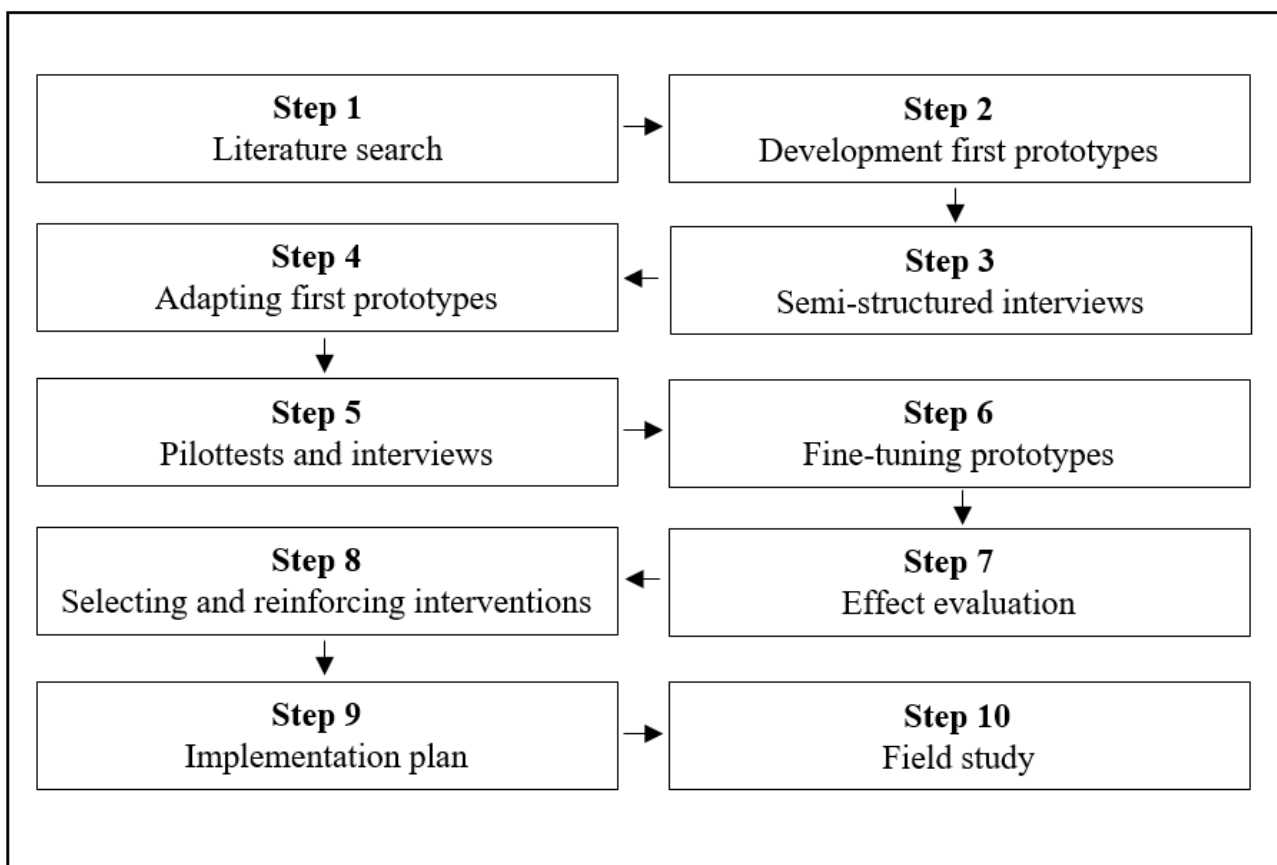 Step 1
Literature search
Step 2
Development first prototypes
Step 3
Semi-structured interviews
Step 4
Adapting first prototypes
Step 5
Pilottests and interviews
Step 6
Fine-tuning prototypes
Step 7
Effect evaluation
Step 8
Selecting and reinforcing interventions
Step 9
Implementation plan
Step 10
Field study